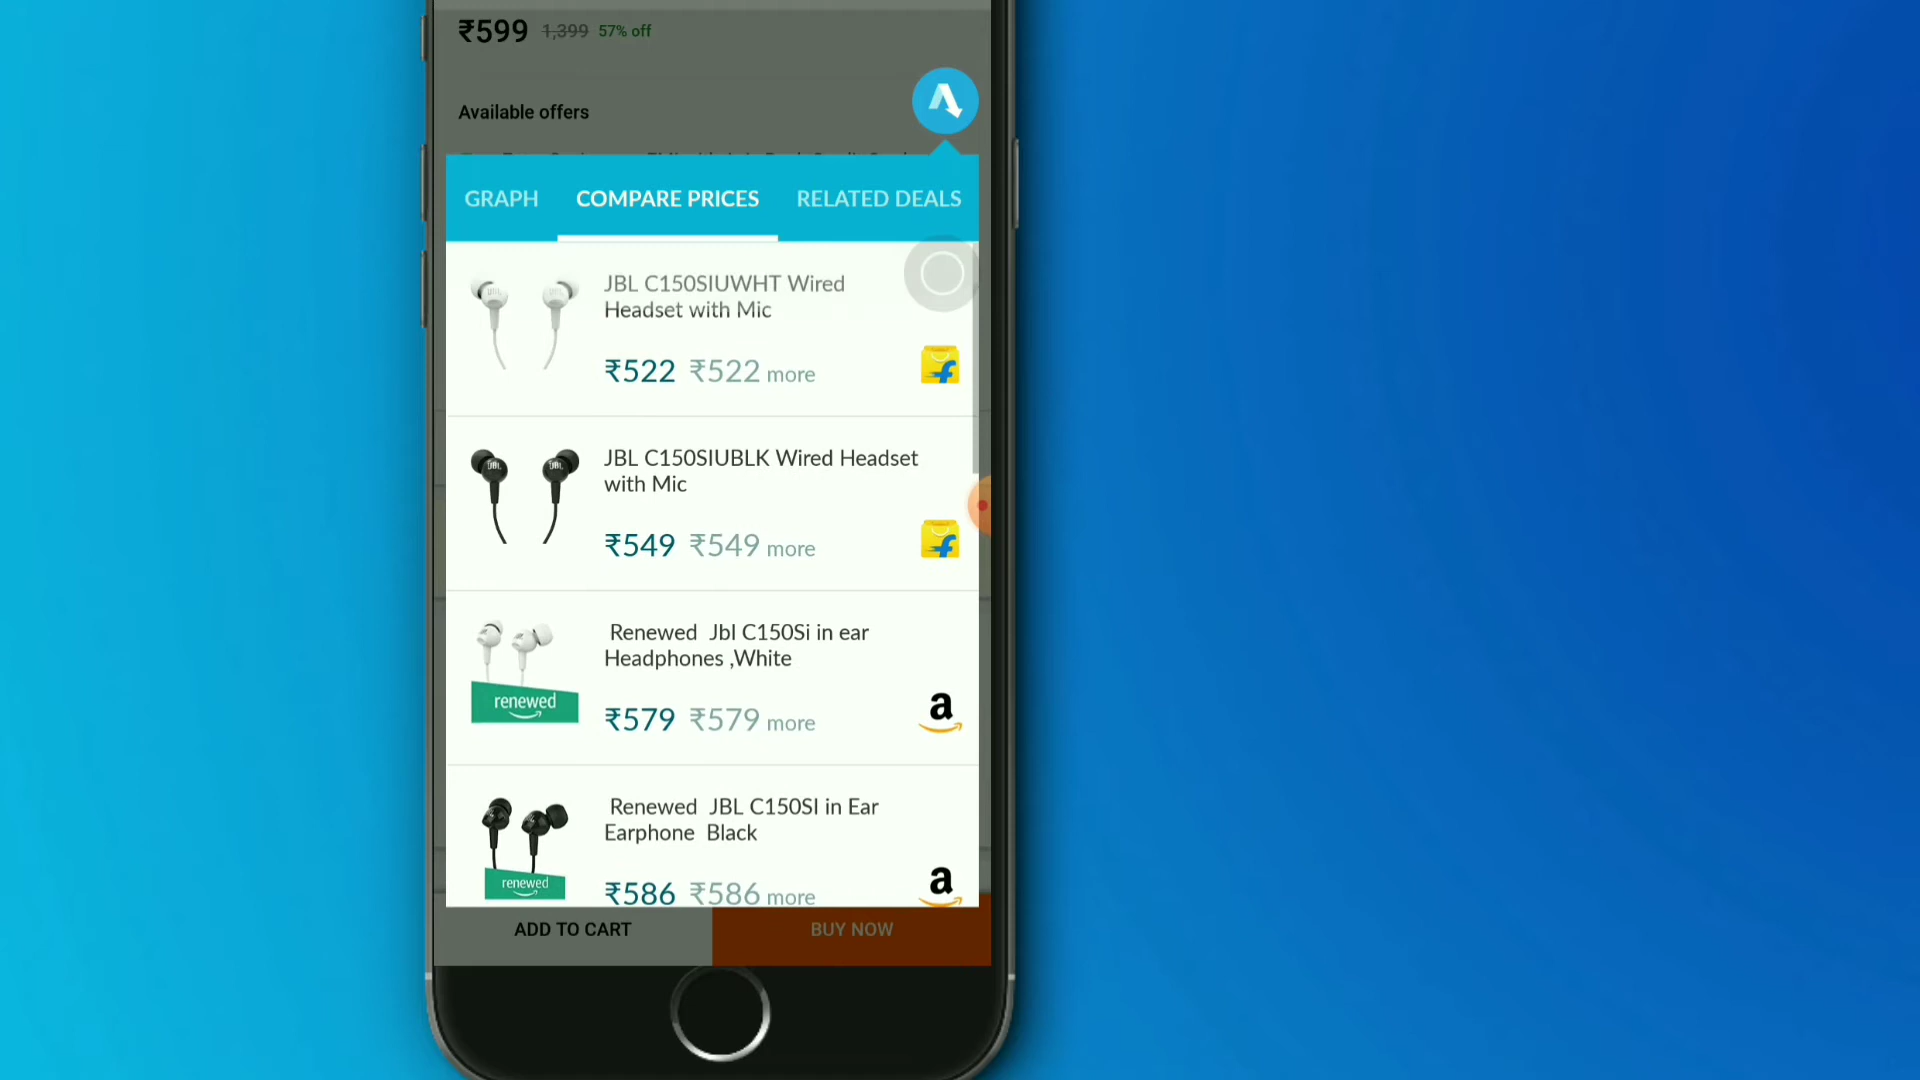 ₹599 1,399 57% off
Available offers
GRAPH COMPARE PRICES RELATED DEALS
JBL C150SIUWHT Wired
Headset with Mic
₹522 ₹522 more
JBL C150SIUBLK Wired Headset
with Mic
₹549 ₹549 more
Renewed Jbl C150Si in ear
Headphones ,White
renewed
₹579 ₹579 more
a
Renewed JBL C150SI in Ear
Earphone Black
renewed
₹586 ₹586 more
a
ADD TO CART BUY NOW